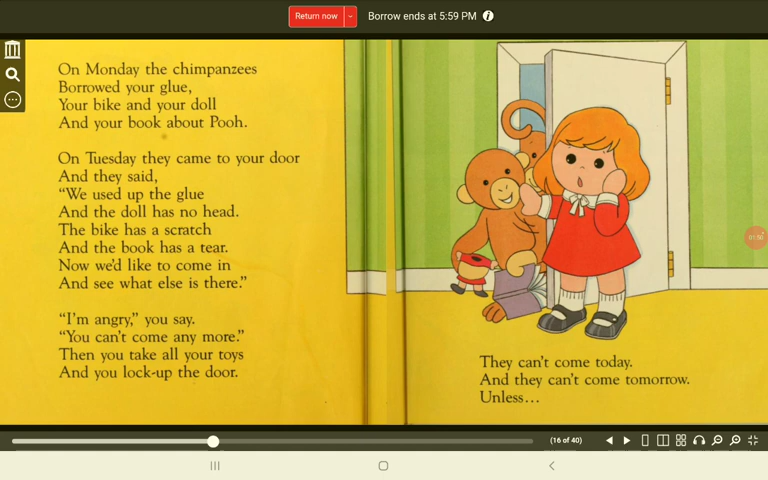 Return now
Borrow ends at 5:59 PM
On Monday the chimpanzees
Borrowed your glue,
Your bike and your doll
And your book about Pooh.
On Tuesday they came to your door
And they said,
“We used up the glue
And the doll has no head.
The bike has a scratch
And the book has a tear.
Now we’d like to come in
And see what else is there.”
“I’m angry,” you say.
“You can’t come any more.”
Then you take all your toys
And you lock-up the door.
They can’t come today.
And they can’t come tomorrow.
Unless...
(16 of 40)